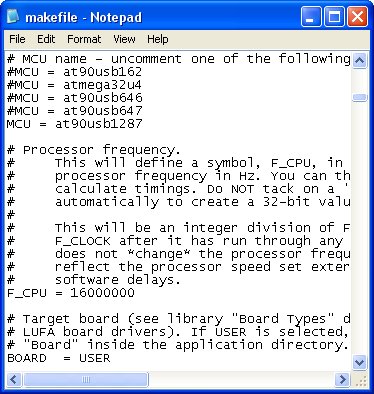 makefile - Notepad
File Edit Format View Help
# MCU name - uncomment one of the following
#MCU = at90usb162
#MCU = atmega32u4
#MCU = at90usb646
#MCU = at90usb647
MCU = at90usb1287
# Processor frequency.
#     This will define a symbol, F_CPU, in
#     processor frequency in Hz. You can th
#     calculate timings. Do NOT tack on a '
#     automatically to create a 32-bit valu
#
#     This will be an integer division of F
#     F_CLOCK after it has run through any
#     does not *change* the processor frequ
#     reflect the processor speed set exter
#     software delays.
F_CPU = 16000000
# Target board (see library "Board Types" d
# LUFA board drivers). If USER is selected,
# "Board" inside the application directory.
BOARD  = USER